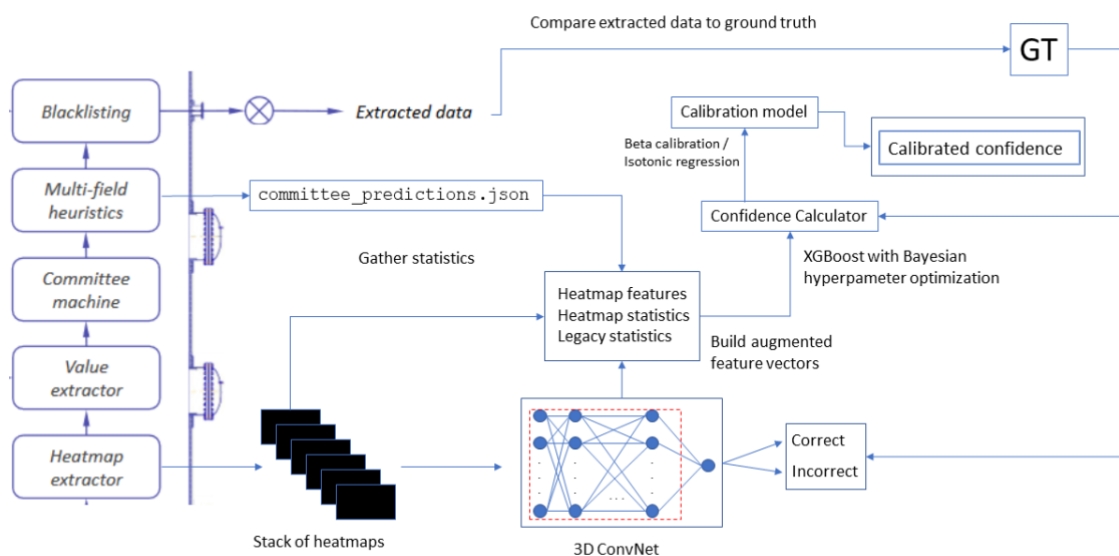 Compare extracted data to ground truth
GT
Blacklisting
Extracted data
Calibration model
Beta calibration /
Isotonic regression
Calibrated confidence
Multi-field
heuristics
committee_predictions.json
Confidence Calculator
Gather statistics
XGBoost with Bayesian
hyperpameter optimization
Committee
machine
Heatmap features
Heatmap statistics
Legacy statistics
Build augmented
feature vectors
Value
extractor
Heatmap
extractor
...
Correct
Incorrect
Stack of heatmaps
3D ConvNet